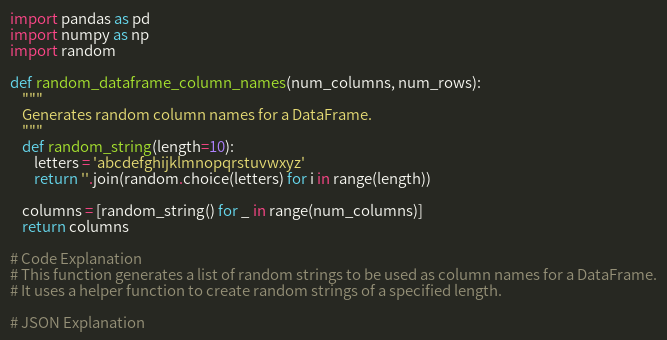 import pandas as pd
import numpy as np
import random
def random_dataframe_column_names(num_columns, num_rows):
"""
Generates random column names for a DataFrame.
"""
def random_string(length=10):
letters = 'abcdefghijklmnopqrstuvwxyz'
return ''.join(random.choice(letters) for i in range(length))
columns = [random_string() for _ in range(num_columns)]
return columns
# Code Explanation
# This function generates a list of random strings to be used as column names for a DataFrame.
# It uses a helper function to create random strings of a specified length.
# JSON Explanation